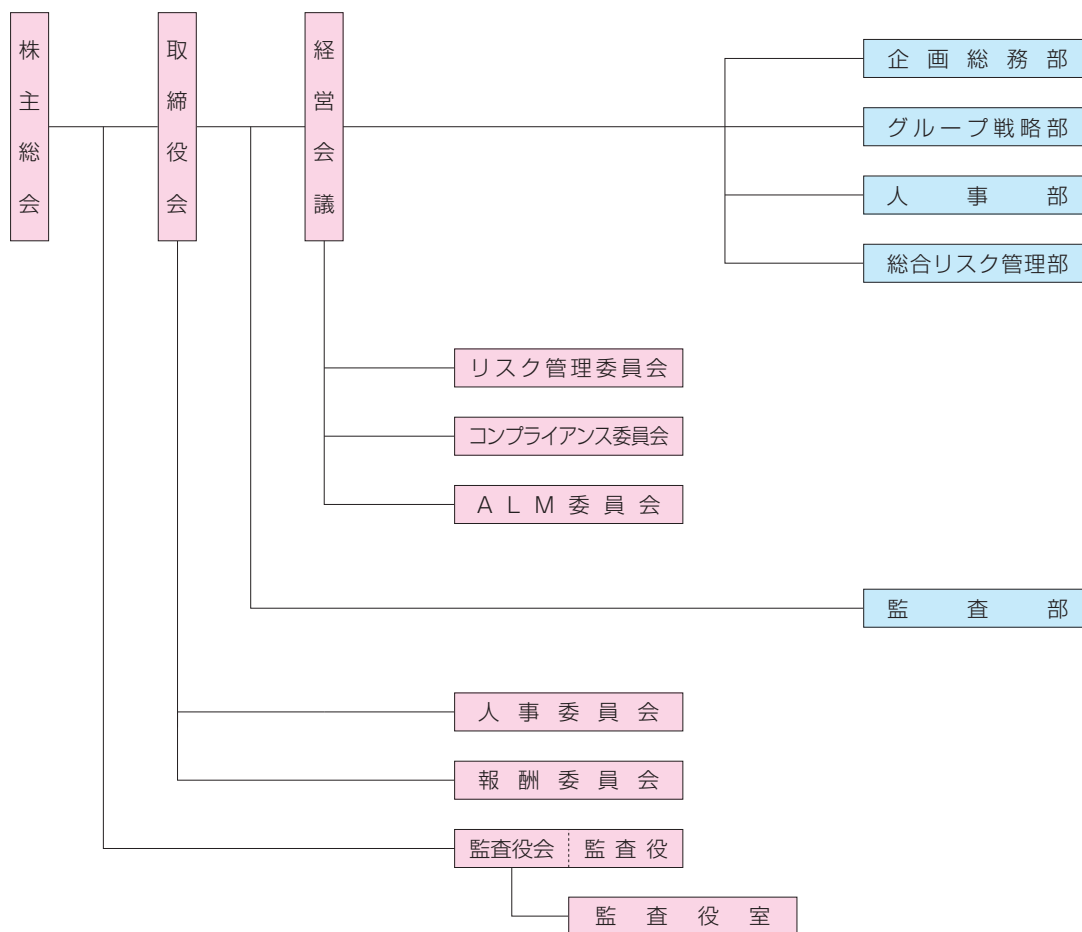 株主総会
取締役会
経営会議
企画総務部
グループ戦略部
人事部
総合リスク管理部
リスク管理委員会
コンプライアンス委員会
ALM委員会
監査部
人事委員会
報酬委員会
監査役会 監査役
監査役室